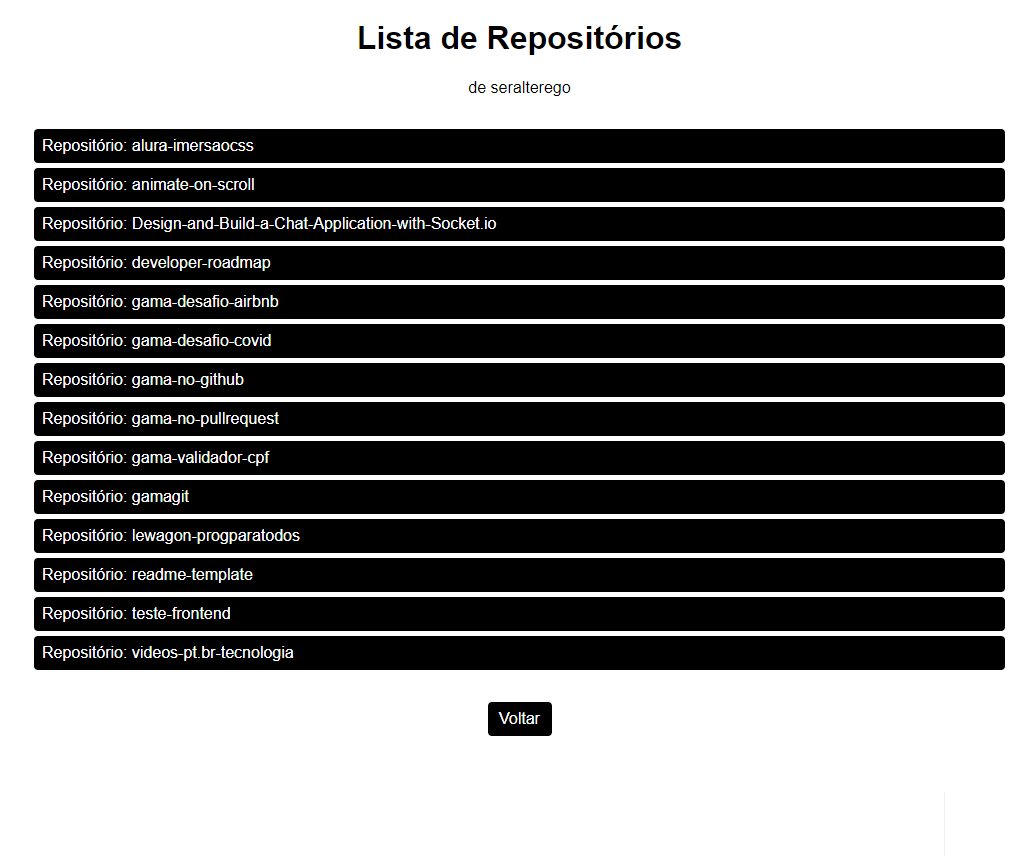 Lista de Repositórios
de seralterego
Repositório: alura-imersaocss
Repositório: animate-on-scroll
Repositório: Design-and-Build-a-Chat-Application-with-Socket.io
Repositório: developer-roadmap
Repositório: gama-desafio-airbnb
Repositório: gama-desafio-covid
Repositório: gama-no-github
Repositório: gama-no-pullrequest
Repositório: gama-validador-cpf
Repositório: gamagit
Repositório: lewagon-progparatodos
Repositório: readme-template
Repositório: teste-frontend
Repositório: videos-pt.br-tecnologia
Voltar